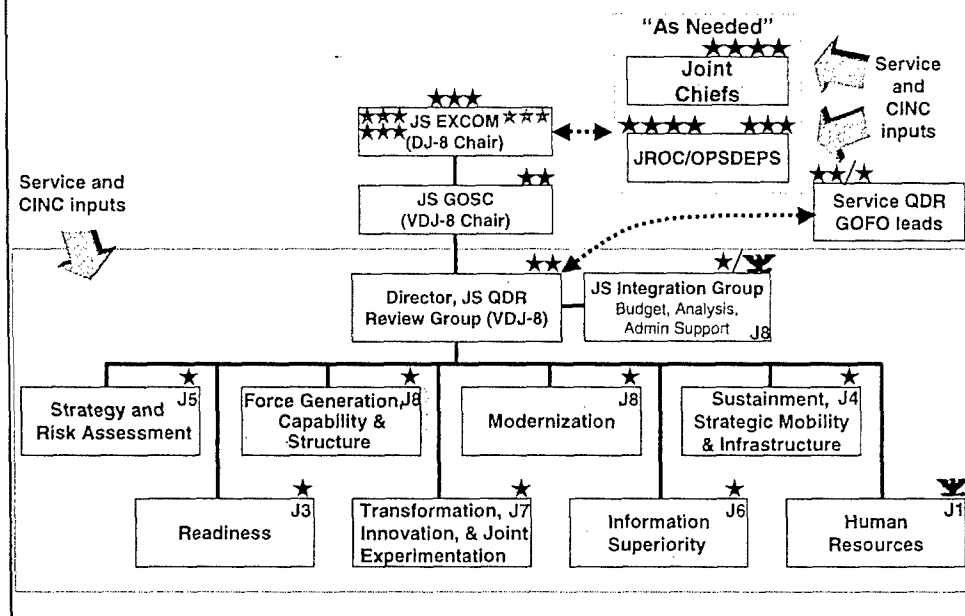 "As Needed"
Joint
Chiefs
Service
and
CINC
inputs
JS EXCOM
(DJ-8 Chair)
JROC/OPSDEPS
Service and
CINC inputs
JS GOSC
(VDJ-8 Chair)
Service QDR
GOFO leads
Director, JS QDR
Review Group (VDJ-8)
JS Integration Group
Budget, Analysis,
Admin Support
J8
J5
Strategy and
Risk Assessment
Force Generation, J8
Capability &
Structure
J8
Modernization
Sustainment, J4
Strategic Mobility
& Infrastructure
J3
Readiness
Transformation, J7
Innovation, & Joint
Experimentation
J6
Information
Superiority
J1
Human
Resources